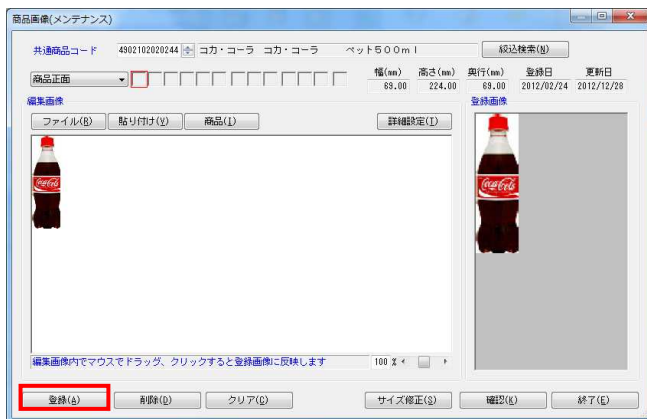 商品画像(メンテナンス)
共通商品コード 4902102020244 コカ・コーラ コカ・コーラ ペット500ml 絞込検索(N)
商品正面 幅(mm) 高さ(mm) 奥行(mm) 登録日 更新日
69.00 224.00 69.00 2012/02/24 2012/12/28
編集画像 登録画像
ファイル(R) 貼り付け(V) 商品(I) 詳細設定(T)
Coca-Cola Coca-Cola
編集画像内でマウスでドラッグ、クリックすると登録画像に反映します 100 %
登録(A) 削除(D) クリア(C) サイズ修正(S) 確認(K) 終了(E)